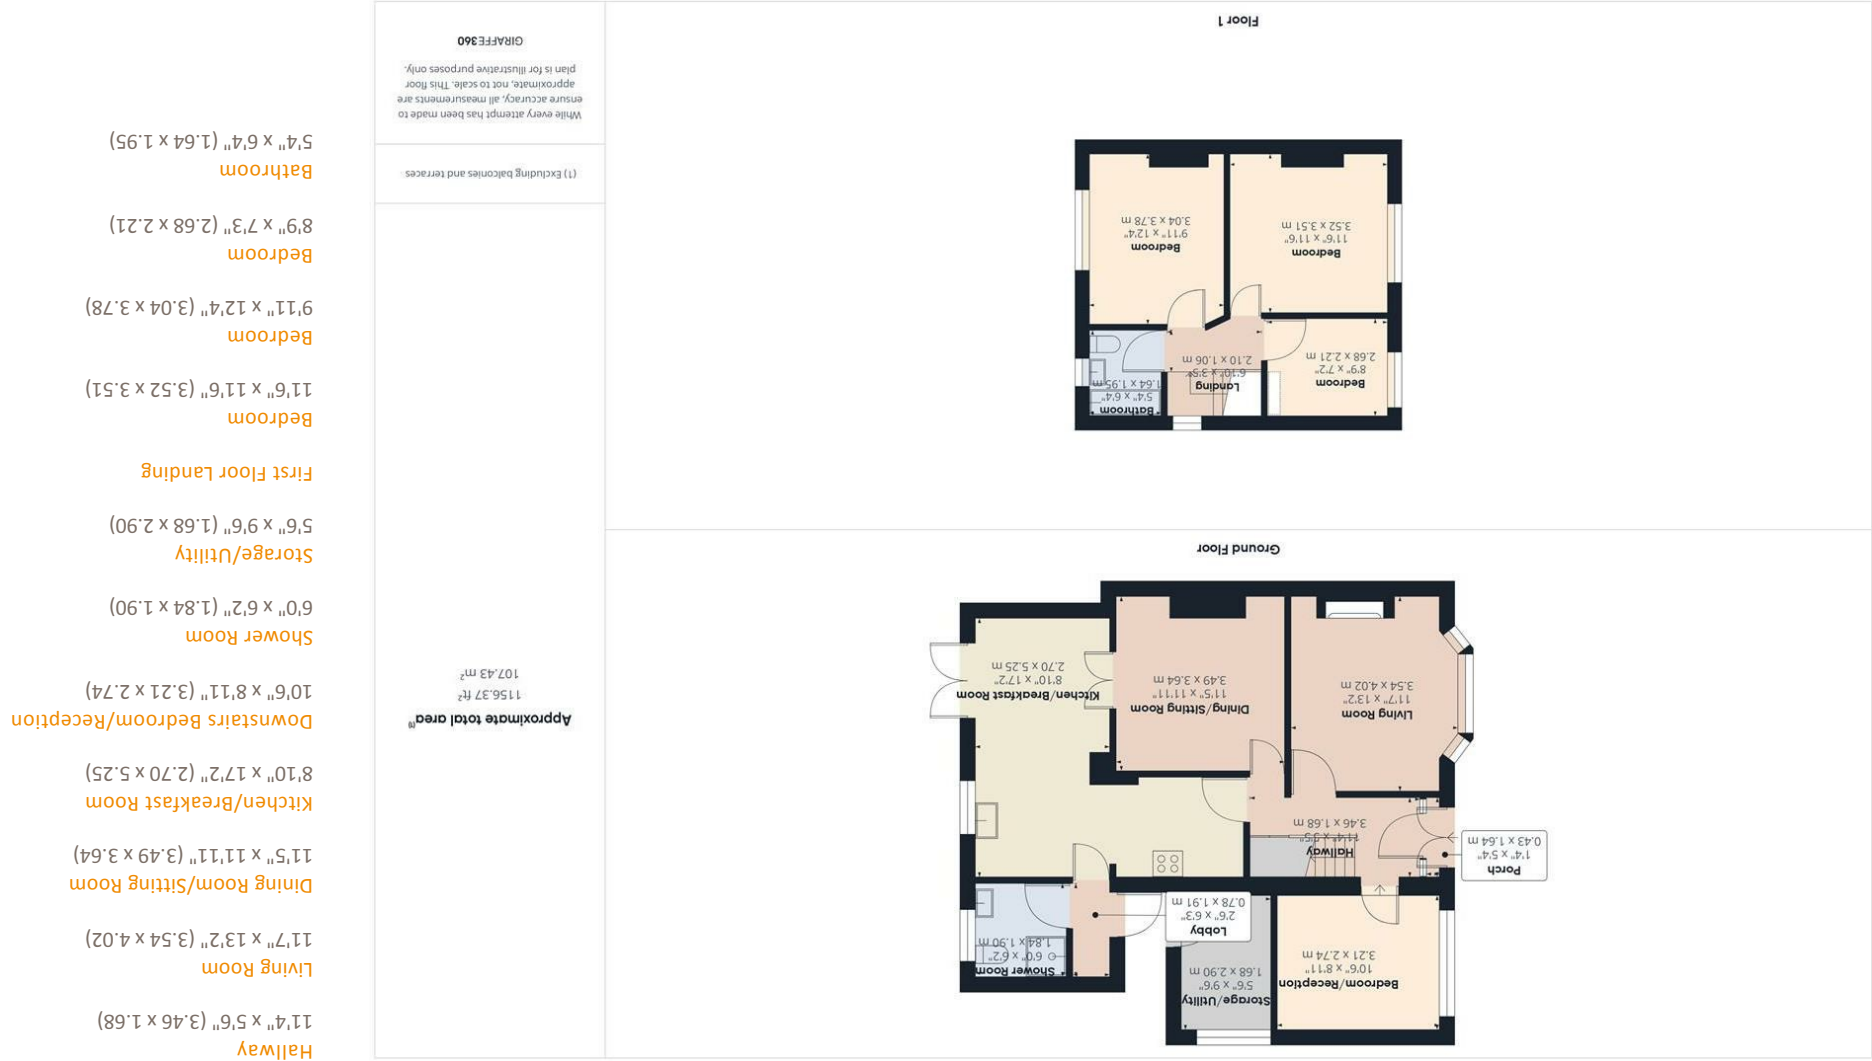 Hallway
11'4" x 5'6" (3.46 x 1.68)
Living Room
11'7" x 13'2" (3.54 x 4.02)
Dining Room/Sitting Room
11'5" x 11'11" (3.49 x 3.64)
Kitchen/Breakfast Room
8'10" x 17'2" (2.70 x 5.25)
Downstairs Bedroom/Reception
10'6" x 8'11" (3.21 x 2.74)
Shower Room
6'0" x 6'2" (1.84 x 1.90)
Storage/Utility
5'6" x 9'6" (1.68 x 2.90)
First Floor Landing
Bedroom
11'6" x 11'6" (3.52 x 3.51)
Bedroom
9'11" x 12'4" (3.04 x 3.78)
Bedroom
8'9" x 7'3" (2.68 x 2.21)
Bathroom
5'4" x 6'4" (1.64 x 1.95)
Bedroom/Reception
10'6" x 8'11"
3.21 x 2.74 m
Storage/Utility
5'6" x 9'6"
1.68 x 2.90 m
Shower Room
6'0" x 6'2"
1.84 x 1.90 m
Lobby
2'6" x 6'3"
0.78 x 1.91 m
Porch
1'4" x 5'4"
0.43 x 1.64 m
Hallway
11'4" x 5'5"
3.46 x 1.68 m
Living Room
11'7" x 13'2"
3.54 x 4.02 m
Dining/Sitting Room
11'5" x 11'11"
3.49 x 3.64 m
Kitchen/Breakfast Room
8'10" x 17'2"
2.70 x 5.25 m
Ground Floor
Bathroom
5'4" x 6'4"
1.64 x 1.95 m
Landing
6'10" x 3'5"
2.10 x 1.06 m
Bedroom
8'9" x 7'2"
2.68 x 2.21 m
Bedroom
11'6" x 11'6"
3.52 x 3.51 m
Bedroom
9'11" x 12'4"
3.04 x 3.78 m
Floor 1
Approximate total area⁽¹⁾
1156.37 ft²
107.43 m²
(1) Excluding balconies and terraces
While every attempt has been made to
ensure accuracy, all measurements are
approximate, not to scale. This floor
plan is for illustrative purposes only.
GIRAFFE360